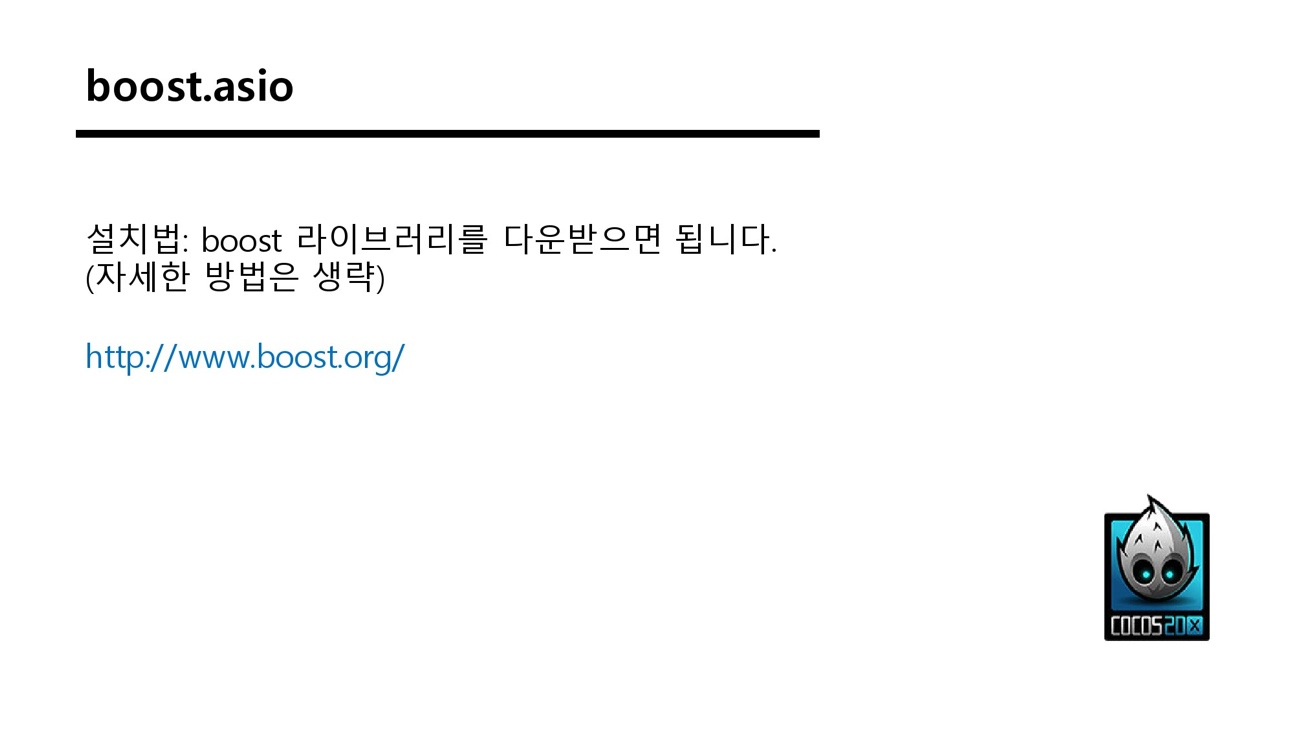 boost.asio
설치법: boost 라이브러리를 다운받으면 됩니다.
(자세한 방법은 생략)
http://www.boost.org/
COCOS2DX